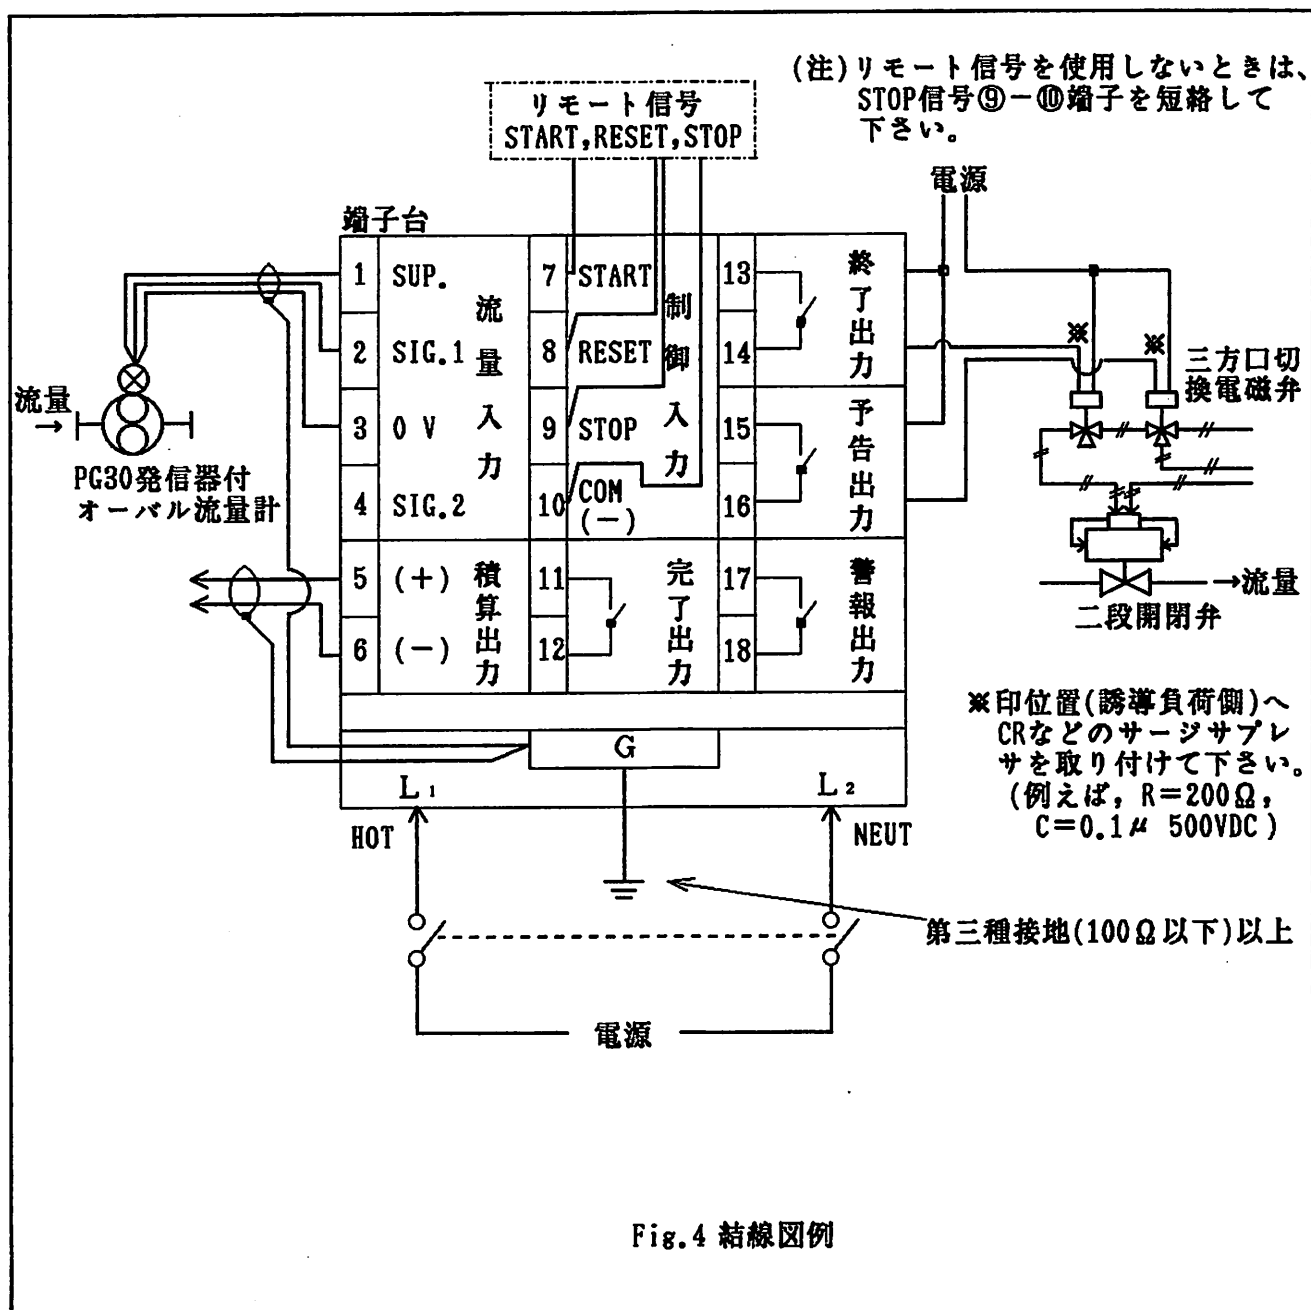 (注)リモート信号を使用しないときは、
STOP信号⑨－⑩端子を短絡して
下さい。
リモート信号
START,RESET,STOP
電源
端子台
1 SUP.
2 SIG.1
3 0 V
4 SIG.2
流量入力
5 (+)
6 (－)
積算出力
7 START
8 RESET
9 STOP
10 COM
(－)
制御入力
11
12
完了出力
13
14
終了出力
15
16
予告出力
17
18
警報出力
流量
→
PG30発信器付
オーバル流量計
※
※
三方口切
換電磁弁
→流量
二段開閉弁
※印位置(誘導負荷側)へ
CRなどのサージサプレ
サを取り付けて下さい。
(例えば, R＝200Ω,
C＝0.1μ 500VDC)
G
L1
L2
HOT
NEUT
第三種接地(100Ω以下)以上
電源
Fig.4 結線図例